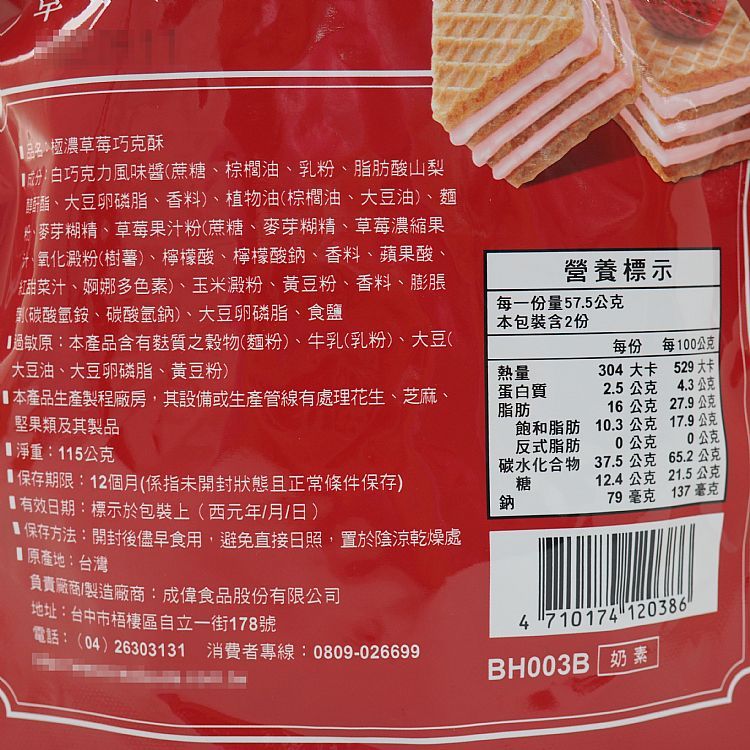 品名：極濃草莓巧克酥
成分：白巧克力風味醬(蔗糖、棕櫚油、乳粉、脂肪酸山梨
醇酐酯、大豆卵磷脂、香料)、植物油(棕櫚油、大豆油)、麵
粉、麥芽糊精、草莓果汁粉(蔗糖、麥芽糊精、草莓濃縮果
汁、氧化澱粉(樹薯)、檸檬酸、檸檬酸鈉、香料、蘋果酸、
紅甜菜汁、婀娜多色素)、玉米澱粉、黃豆粉、香料、膨脹
劑(碳酸氫銨、碳酸氫鈉)、大豆卵磷脂、食鹽
過敏原：本產品含有麩質之穀物(麵粉)、牛乳(乳粉)、大豆(
大豆油、大豆卵磷脂、黃豆粉)
本產品生產製程廠房，其設備或生產管線有處理花生、芝麻、
堅果類及其製品
淨重：115公克
保存期限：12個月(係指未開封狀態且正常條件保存)
有效日期：標示於包裝上（西元年/月/日）
保存方法：開封後儘早食用，避免直接日照，置於陰涼乾燥處
原產地：台灣
負責廠商/製造廠商：成偉食品股份有限公司
地址：台中市梧棲區自立一街178號
電話：（04）26303131 消費者專線：0809-026699
營養標示
每一份量57.5公克
本包裝含2份
每份 每100公克
熱量 304 大卡 529 大卡
蛋白質 2.5 公克 4.3 公克
脂肪 16 公克 27.9 公克
飽和脂肪 10.3 公克 17.9 公克
反式脂肪 0 公克 0 公克
碳水化合物 37.5 公克 65.2 公克
糖 12.4 公克 21.5 公克
鈉 79 毫克 137 毫克
4 710174 120386
BH003B 奶素